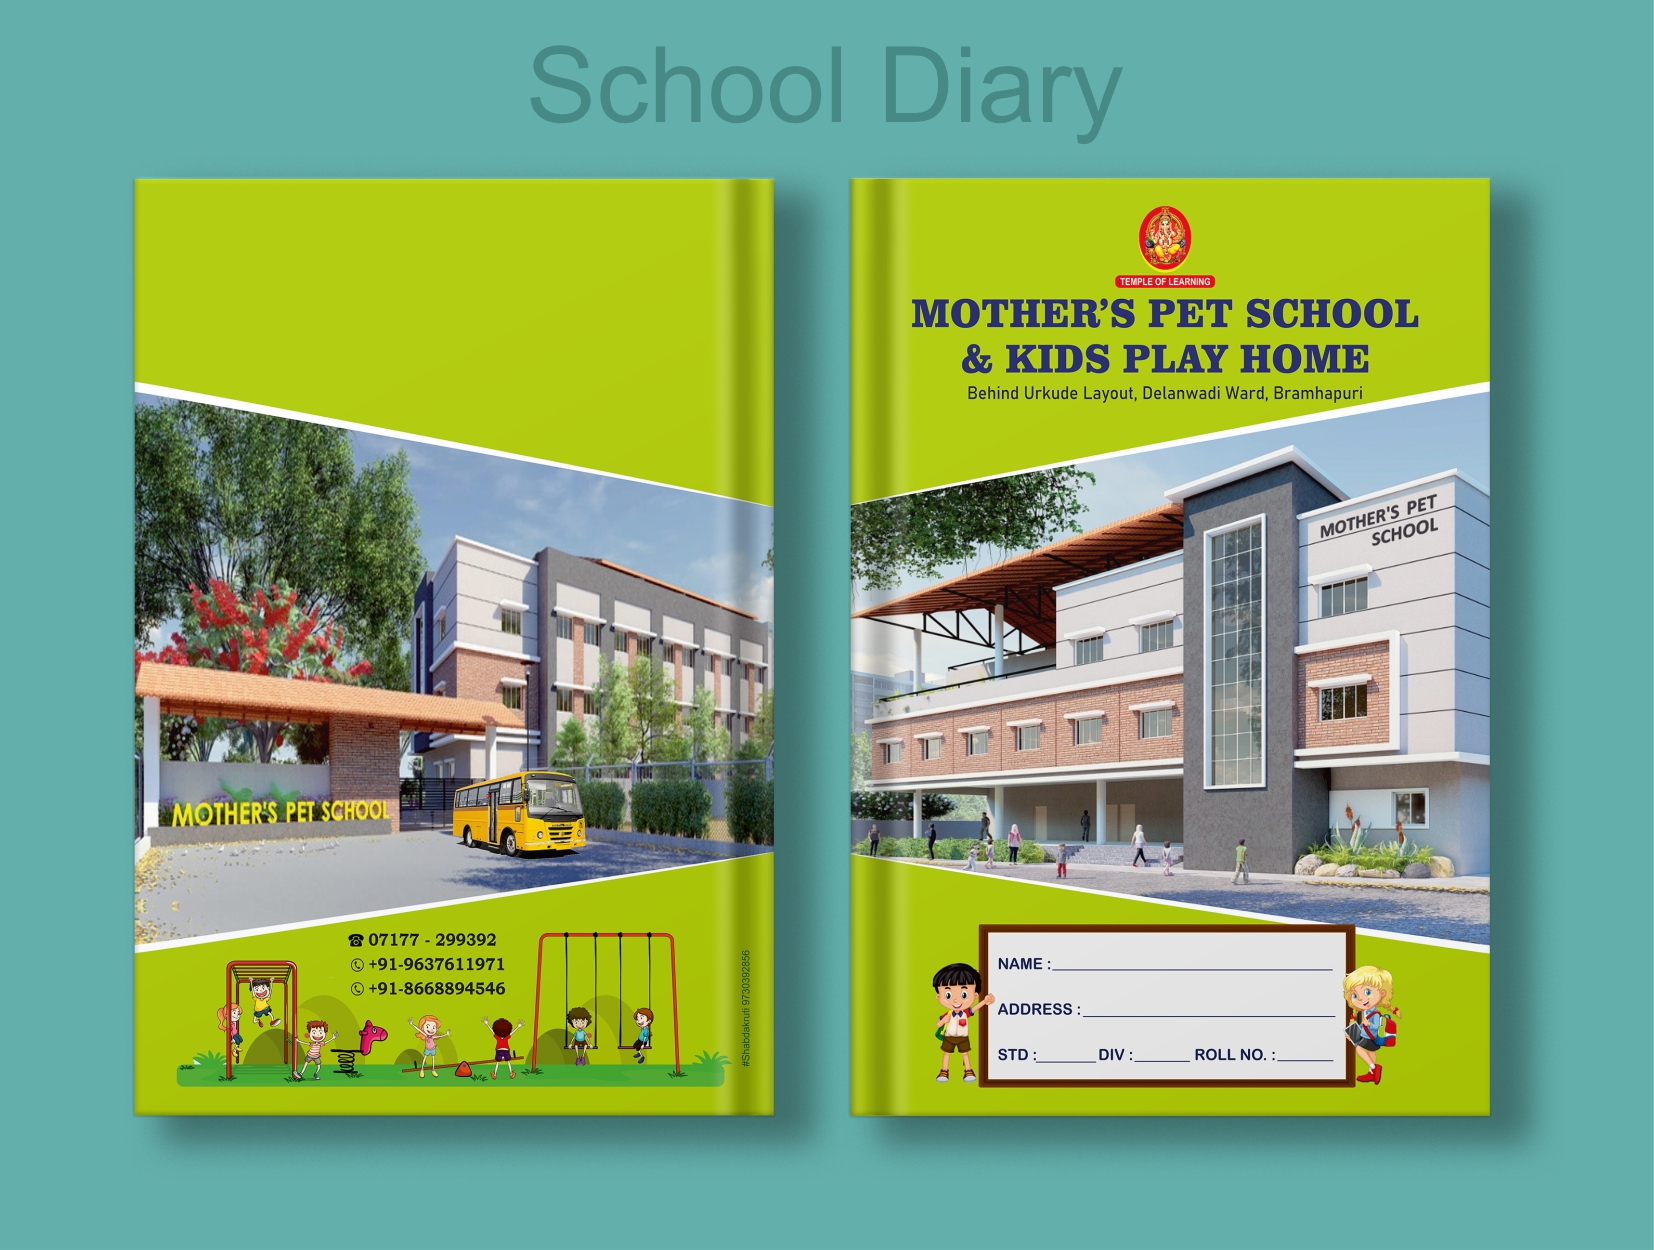 School Diary
MOTHER'S PET SCHOOL
☎ 07177 - 299392
+91-9637611971
+91-8668894546
#Shabdakruti 9730392856
TEMPLE OF LEARNING
MOTHER’S PET SCHOOL
& KIDS PLAY HOME
Behind Urkude Layout, Delanwadi Ward, Bramhapuri
MOTHER'S PET
SCHOOL
NAME :
ADDRESS :
STD : DIV : ROLL NO. :